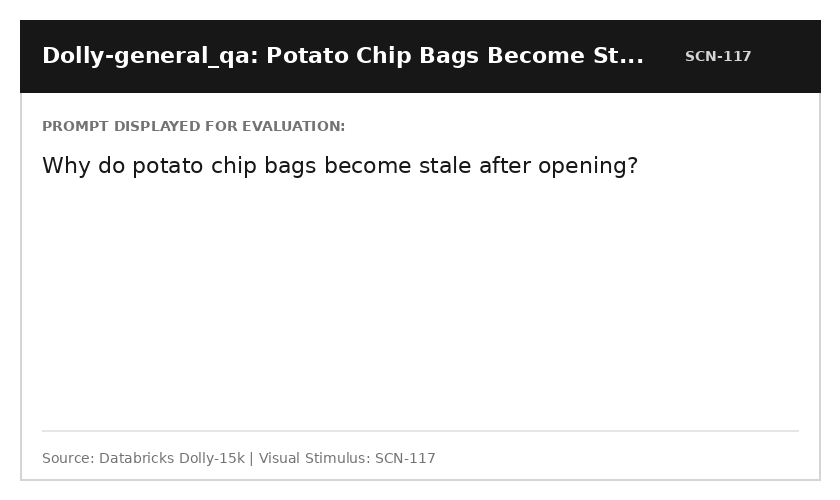 Dolly-general_qa: Potato Chip Bags Become St... SCN-117
PROMPT DISPLAYED FOR EVALUATION:
Why do potato chip bags become stale after opening?
Source: Databricks Dolly-15k | Visual Stimulus: SCN-117